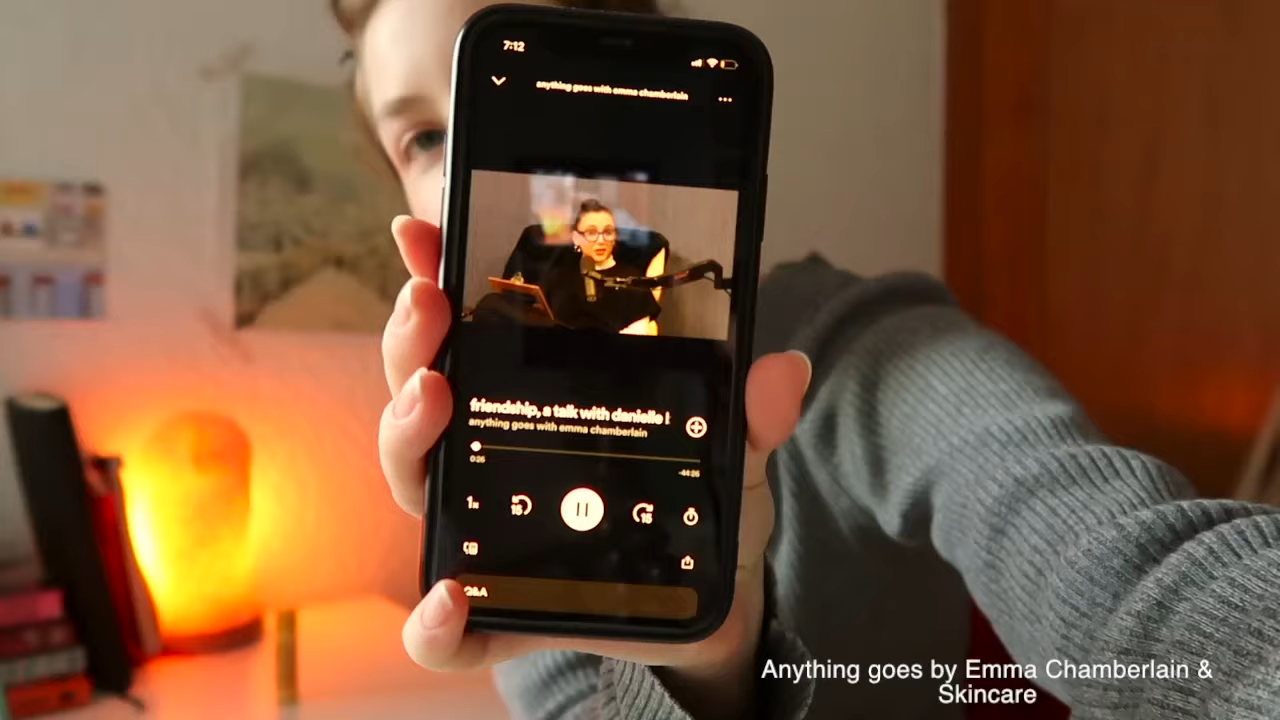 7:12
anything goes with emma chamberlain
friendship, a talk with danielle
anything goes with emma chamberlain
0:26
-44:26
1x
15
15
Q&A
Anything goes by Emma Chamberlain &
Skincare